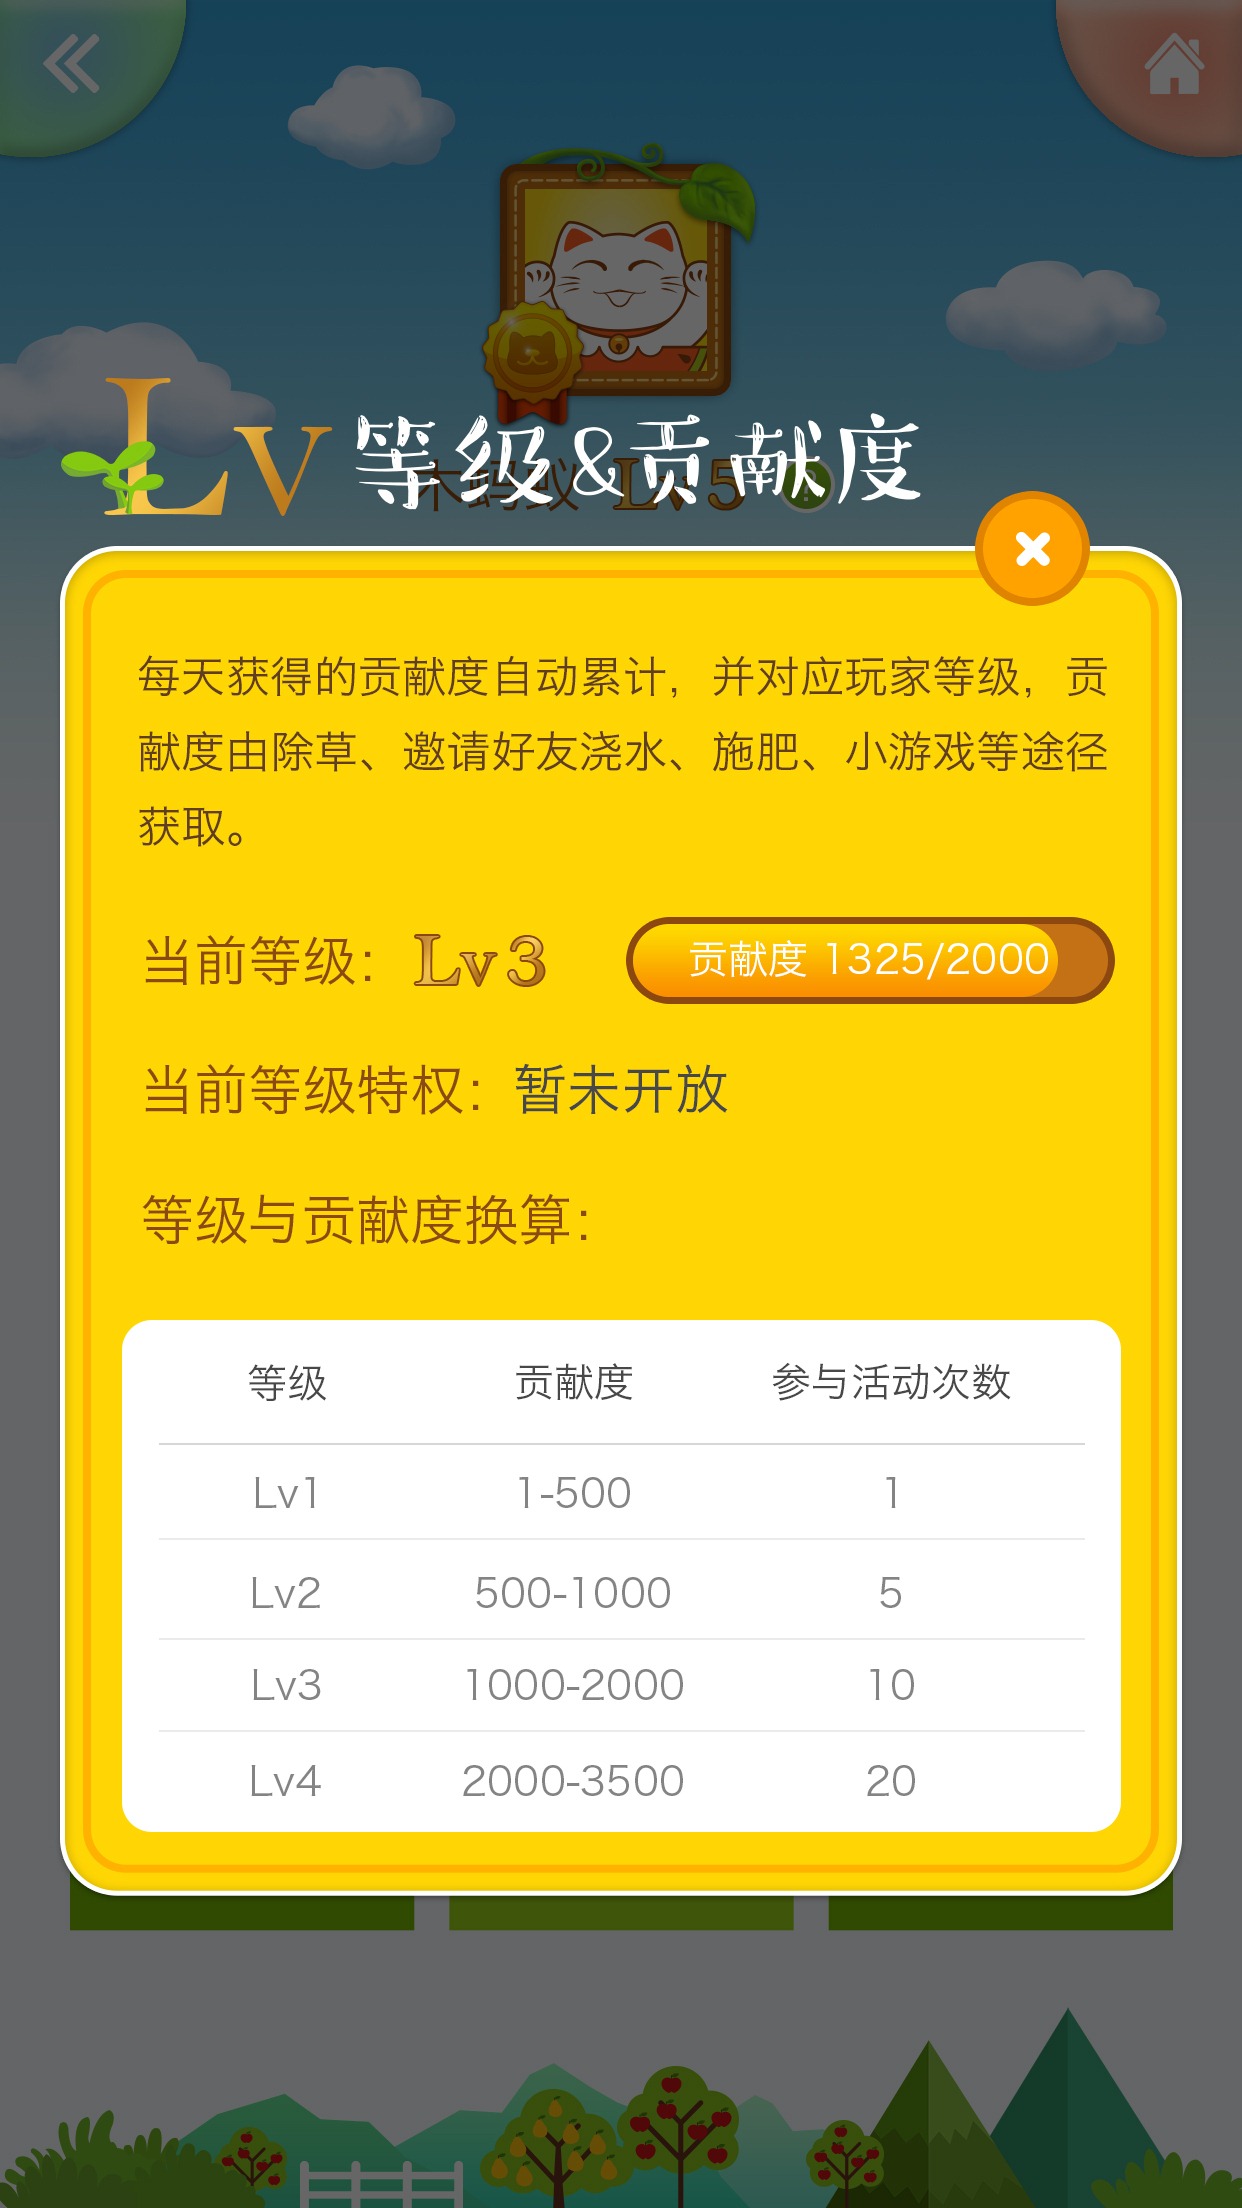 木蚂蚁 Lv5 ?
Lv 等级&贡献度
每天获得的贡献度自动累计，并对应玩家等级，贡
献度由除草、邀请好友浇水、施肥、小游戏等途径
获取。
当前等级：Lv3 贡献度 1325/2000
当前等级特权：暂未开放
等级与贡献度换算：
等级 贡献度 参与活动次数
Lv1 1-500 1
Lv2 500-1000 5
Lv3 1000-2000 10
Lv4 2000-3500 20